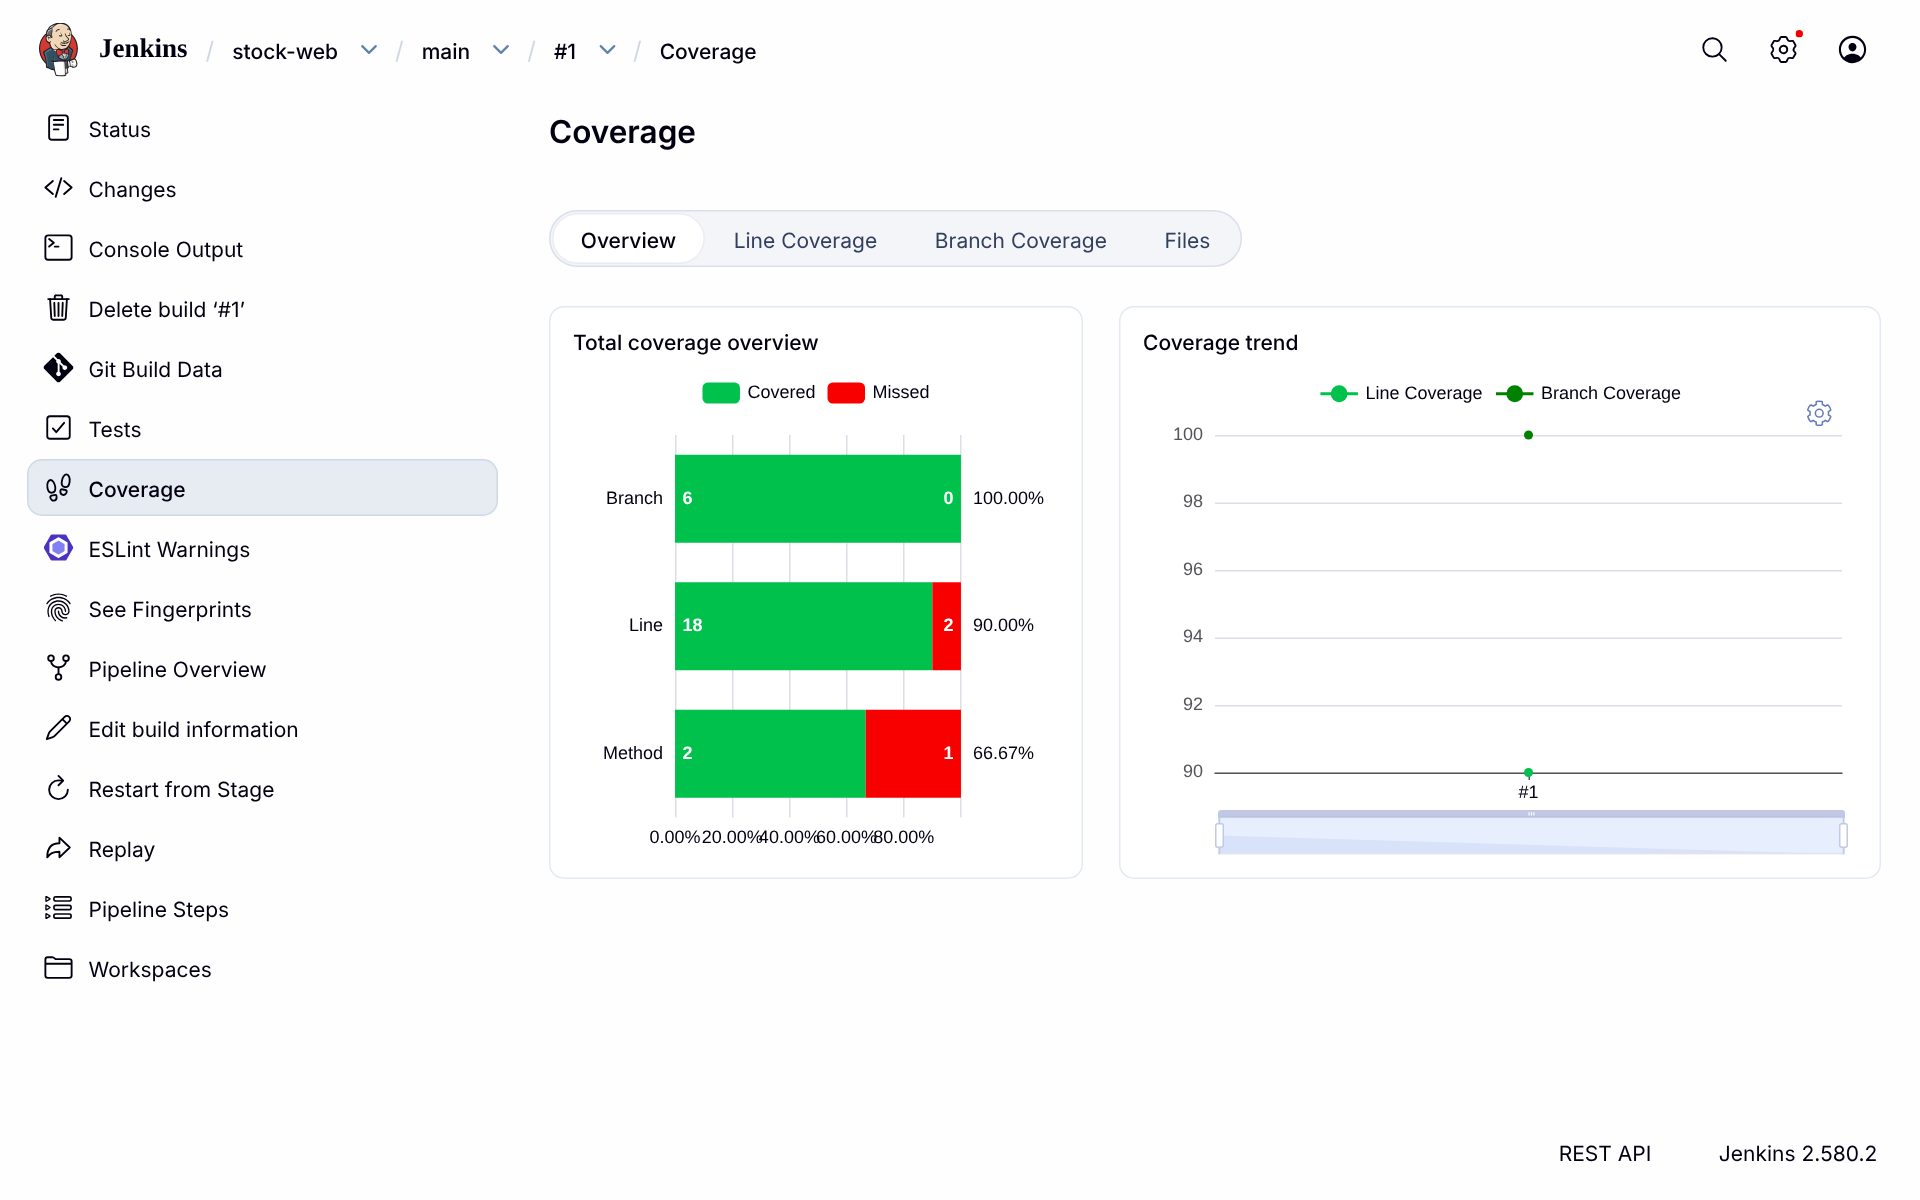 Jenkins / stock-web / main / #1 / Coverage
Status
Changes
Console Output
Delete build ‘#1’
Git Build Data
Tests
Coverage
ESLint Warnings
See Fingerprints
Pipeline Overview
Edit build information
Restart from Stage
Replay
Pipeline Steps
Workspaces
Coverage
Overview Line Coverage Branch Coverage Files
Total coverage overview
Covered Missed
Branch 6 0 100.00%
Line 18 2 90.00%
Method 2 1 66.67%
0.00% 20.00% 40.00% 60.00% 80.00%
Coverage trend
Line Coverage Branch Coverage
100
98
96
94
92
90
#1
REST API Jenkins 2.580.2